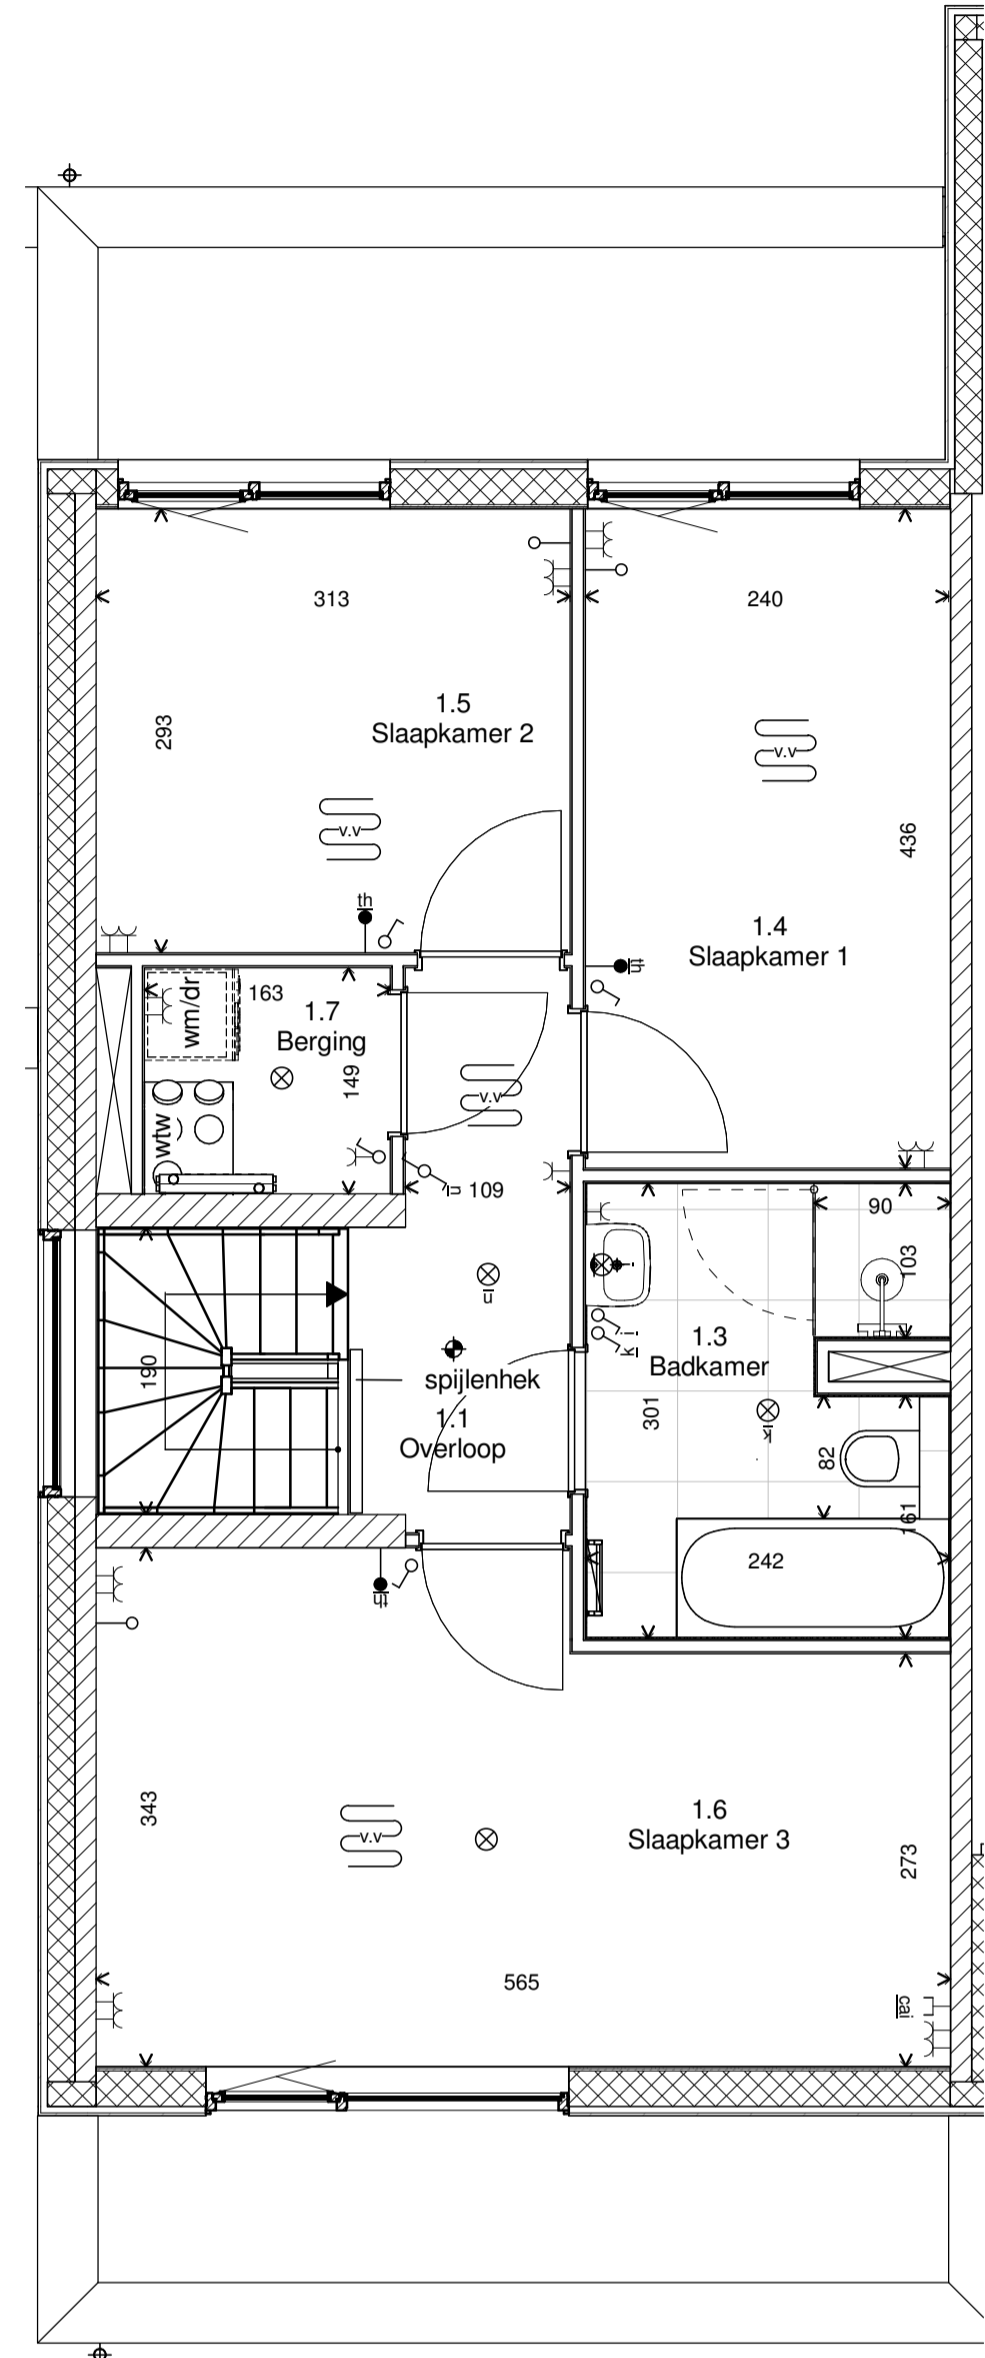 313
240
293
1.5
Slaapkamer 2
v.v
v.v
436
th
1.4
Slaapkamer 1
th
wm/dr
163
1.7
Berging
149
v.v
wtw
n 109
90
103
n
i
k
i
1.3
Badkamer
190
spijlenhek
1.1
Overloop
301
k
82
161
242
th
343
v.v
1.6
Slaapkamer 3
273
565
cai